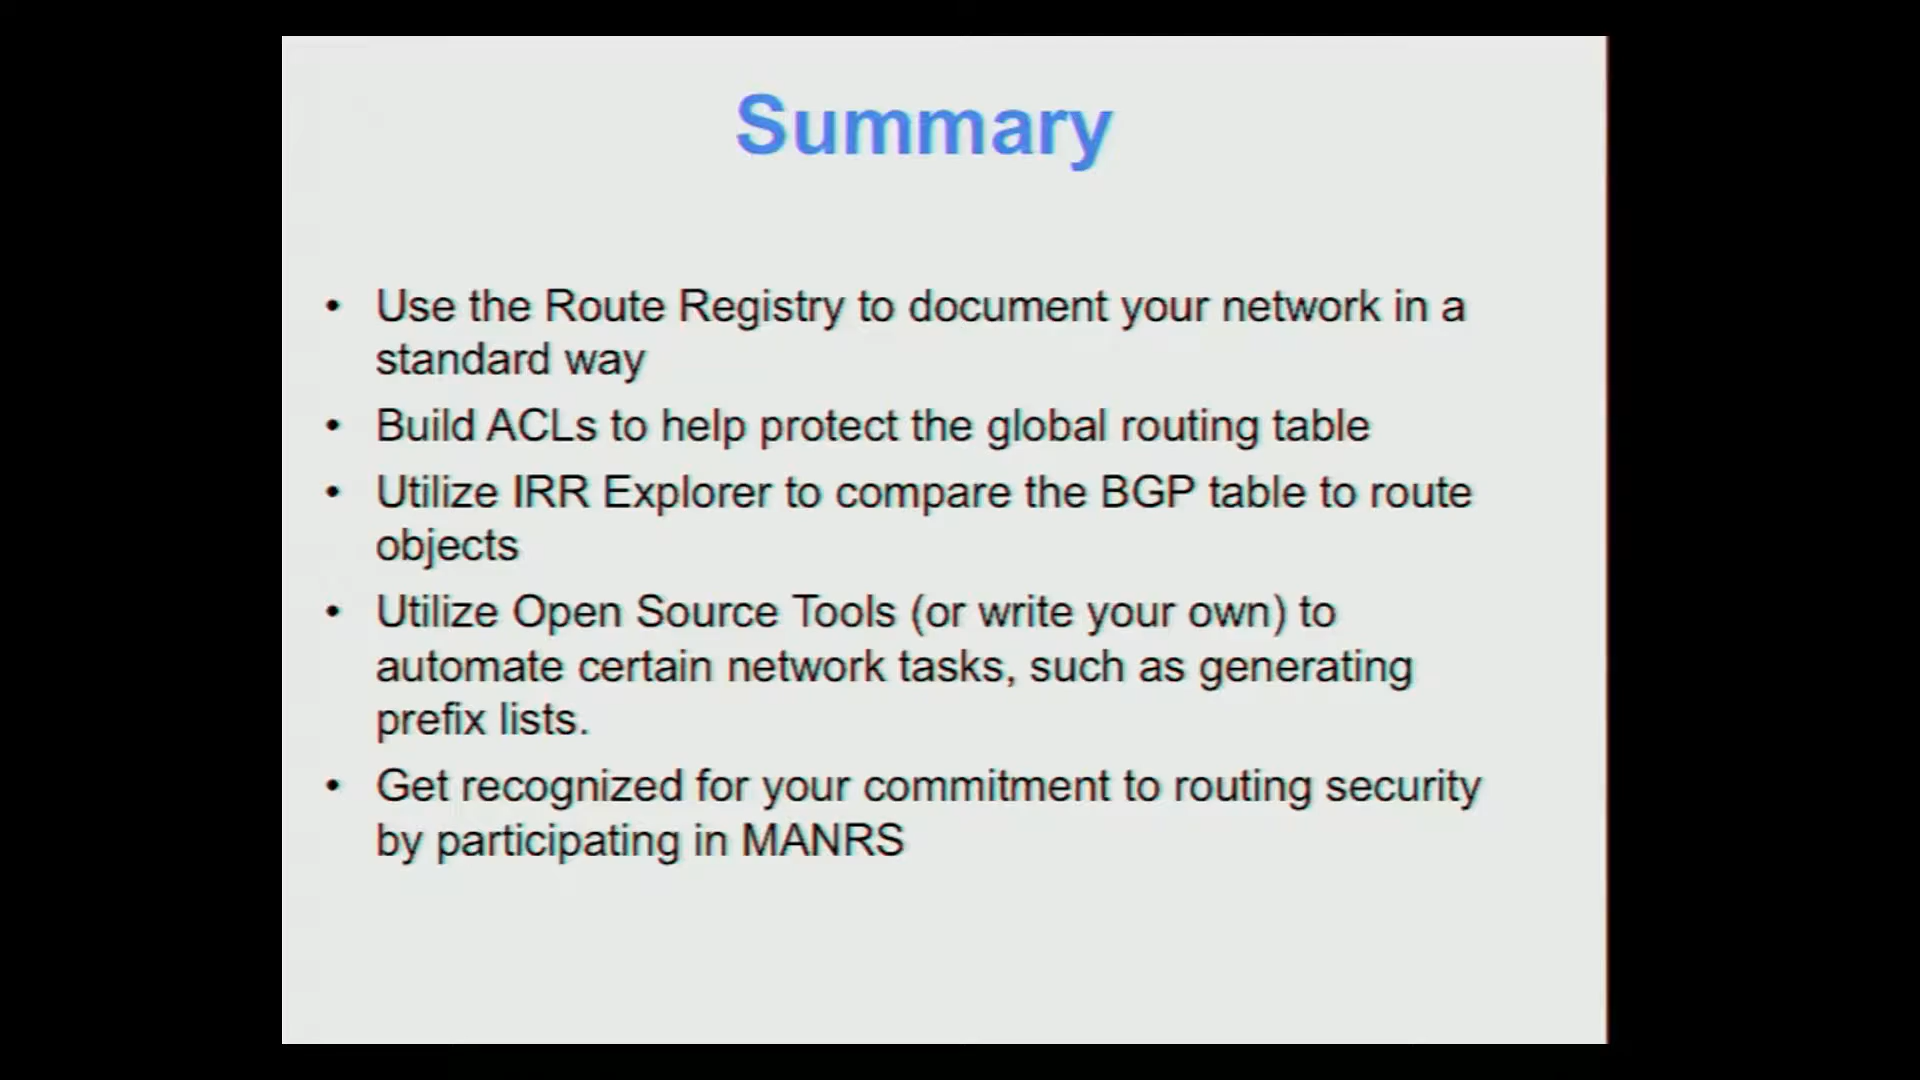 Summary
• Use the Route Registry to document your network in a
standard way
• Build ACLs to help protect the global routing table
• Utilize IRR Explorer to compare the BGP table to route
objects
• Utilize Open Source Tools (or write your own) to
automate certain network tasks, such as generating
prefix lists.
• Get recognized for your commitment to routing security
by participating in MANRS